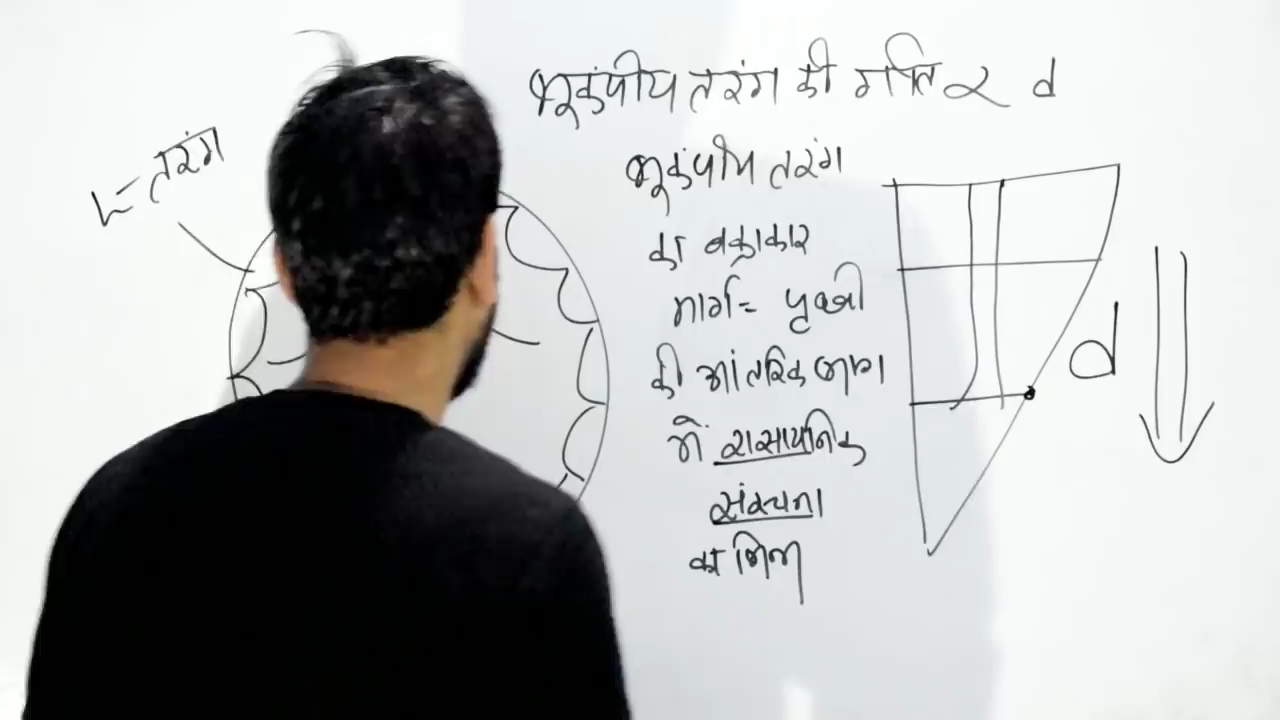 भूकंपीय तरंग की गति ∝ d
L- तरंग
भूकंपीय तरंग
का वक्राकार
मार्ग = पृथ्वी
की आंतरिक भाग
में रासायनिक
संरचना
का भिन्न
d